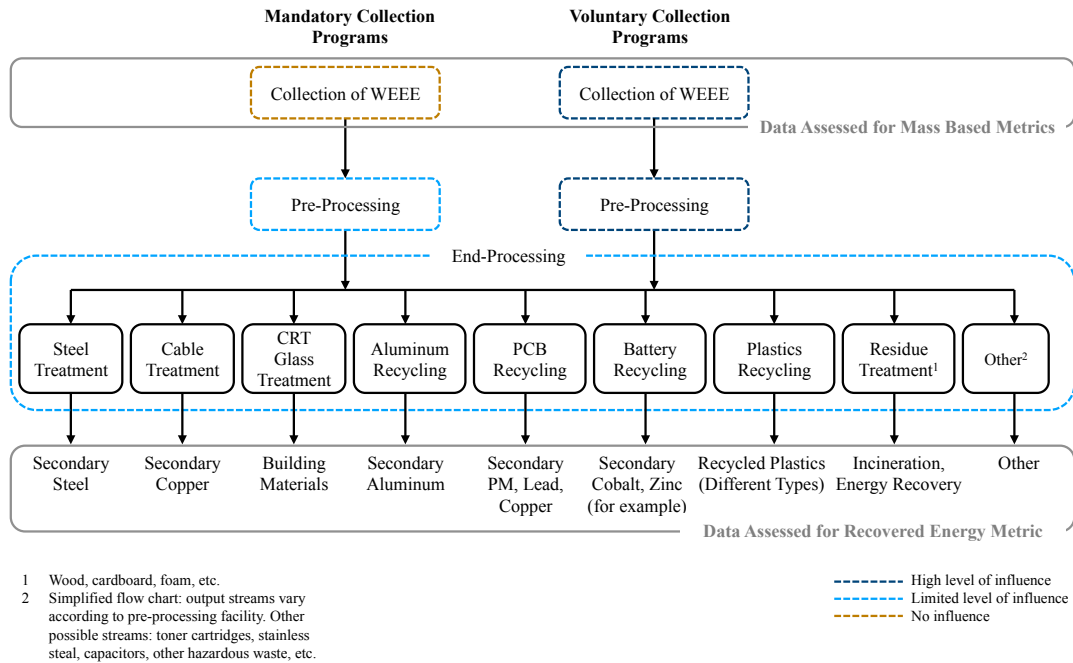 Mandatory Collection
Programs
Voluntary Collection
Programs
Collection of WEEE
Collection of WEEE
Data Assessed for Mass Based Metrics
Pre-Processing
Pre-Processing
End-Processing
Steel
Treatment
Cable
Treatment
CRT
Glass
Treatment
Aluminum
Recycling
PCB
Recycling
Battery
Recycling
Plastics
Recycling
Residue
Treatment¹
Other²
Secondary
Steel
Secondary
Copper
Building
Materials
Secondary
Aluminum
Secondary
PM, Lead,
Copper
Secondary
Cobalt, Zinc
(for example)
Recycled Plastics
(Different Types)
Incineration,
Energy Recovery
Other
Data Assessed for Recovered Energy Metric
1 Wood, cardboard, foam, etc.
2 Simplified flow chart: output streams vary
according to pre-processing facility. Other
possible streams: toner cartridges, stainless
steal, capacitors, other hazardous waste, etc.
High level of influence
Limited level of influence
No influence